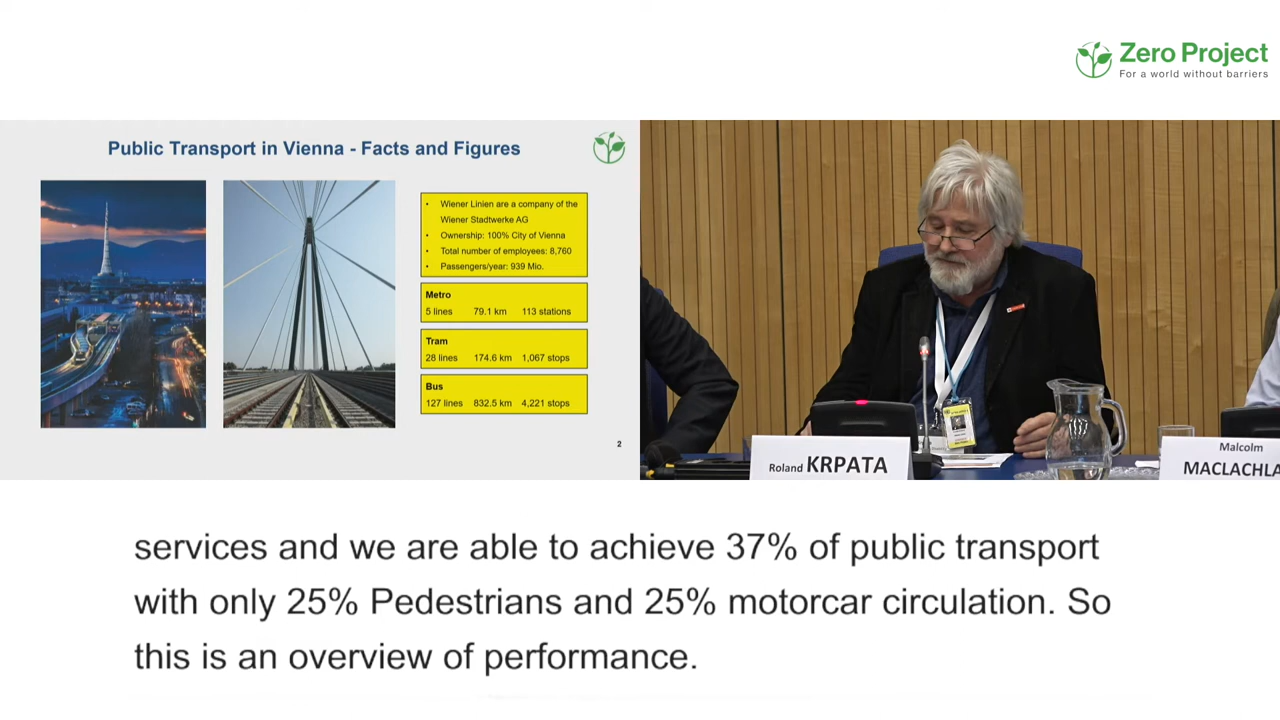 Zero Project
For a world without barriers
Public Transport in Vienna - Facts and Figures
• Wiener Linien are a company of the
Wiener Stadtwerke AG
• Ownership: 100% City of Vienna
• Total number of employees: 8,760
• Passengers/year: 939 Mio.
Metro
5 lines 79.1 km 113 stations
Tram
28 lines 174.6 km 1,067 stops
Bus
127 lines 832.5 km 4,221 stops
2
Roland KRPATA
Malcolm
MACLACHLA
services and we are able to achieve 37% of public transport
with only 25% Pedestrians and 25% motorcar circulation. So
this is an overview of performance.